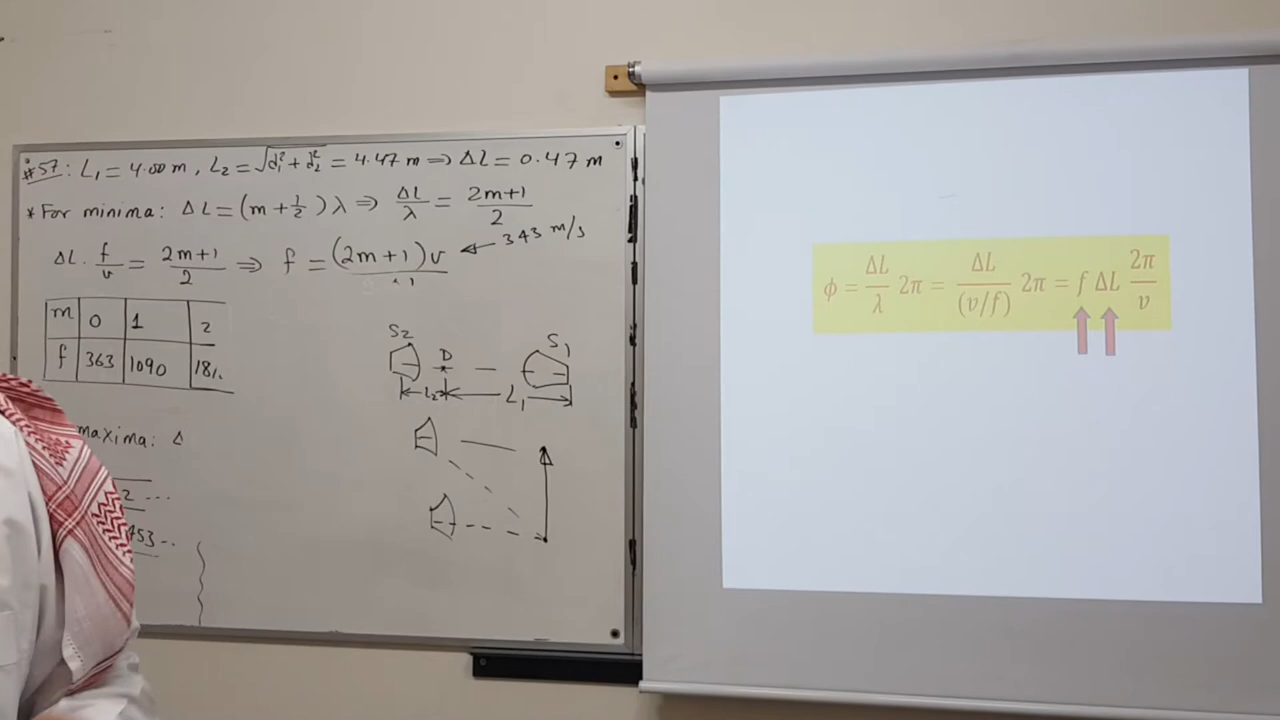 #57: L₁ = 4.00 m, L₂ = √(d₁² + d₂²) = 4.47 m ⇒ ΔL = 0.47 m
* For minima: ΔL = (m + 1/2) λ ⇒ ΔL/λ = (2m+1)/2
ΔL · f/v = (2m+1)/2 ⇒ f = (2m+1)v ← 343 m/s
m 0 1 2
f 363 1090 181
maxima: Δ
2 ...
453..
S₂ D S₁
L₂ L₁
ϕ = ΔL/λ 2π = ΔL/(v/f) 2π = f ΔL 2π/v